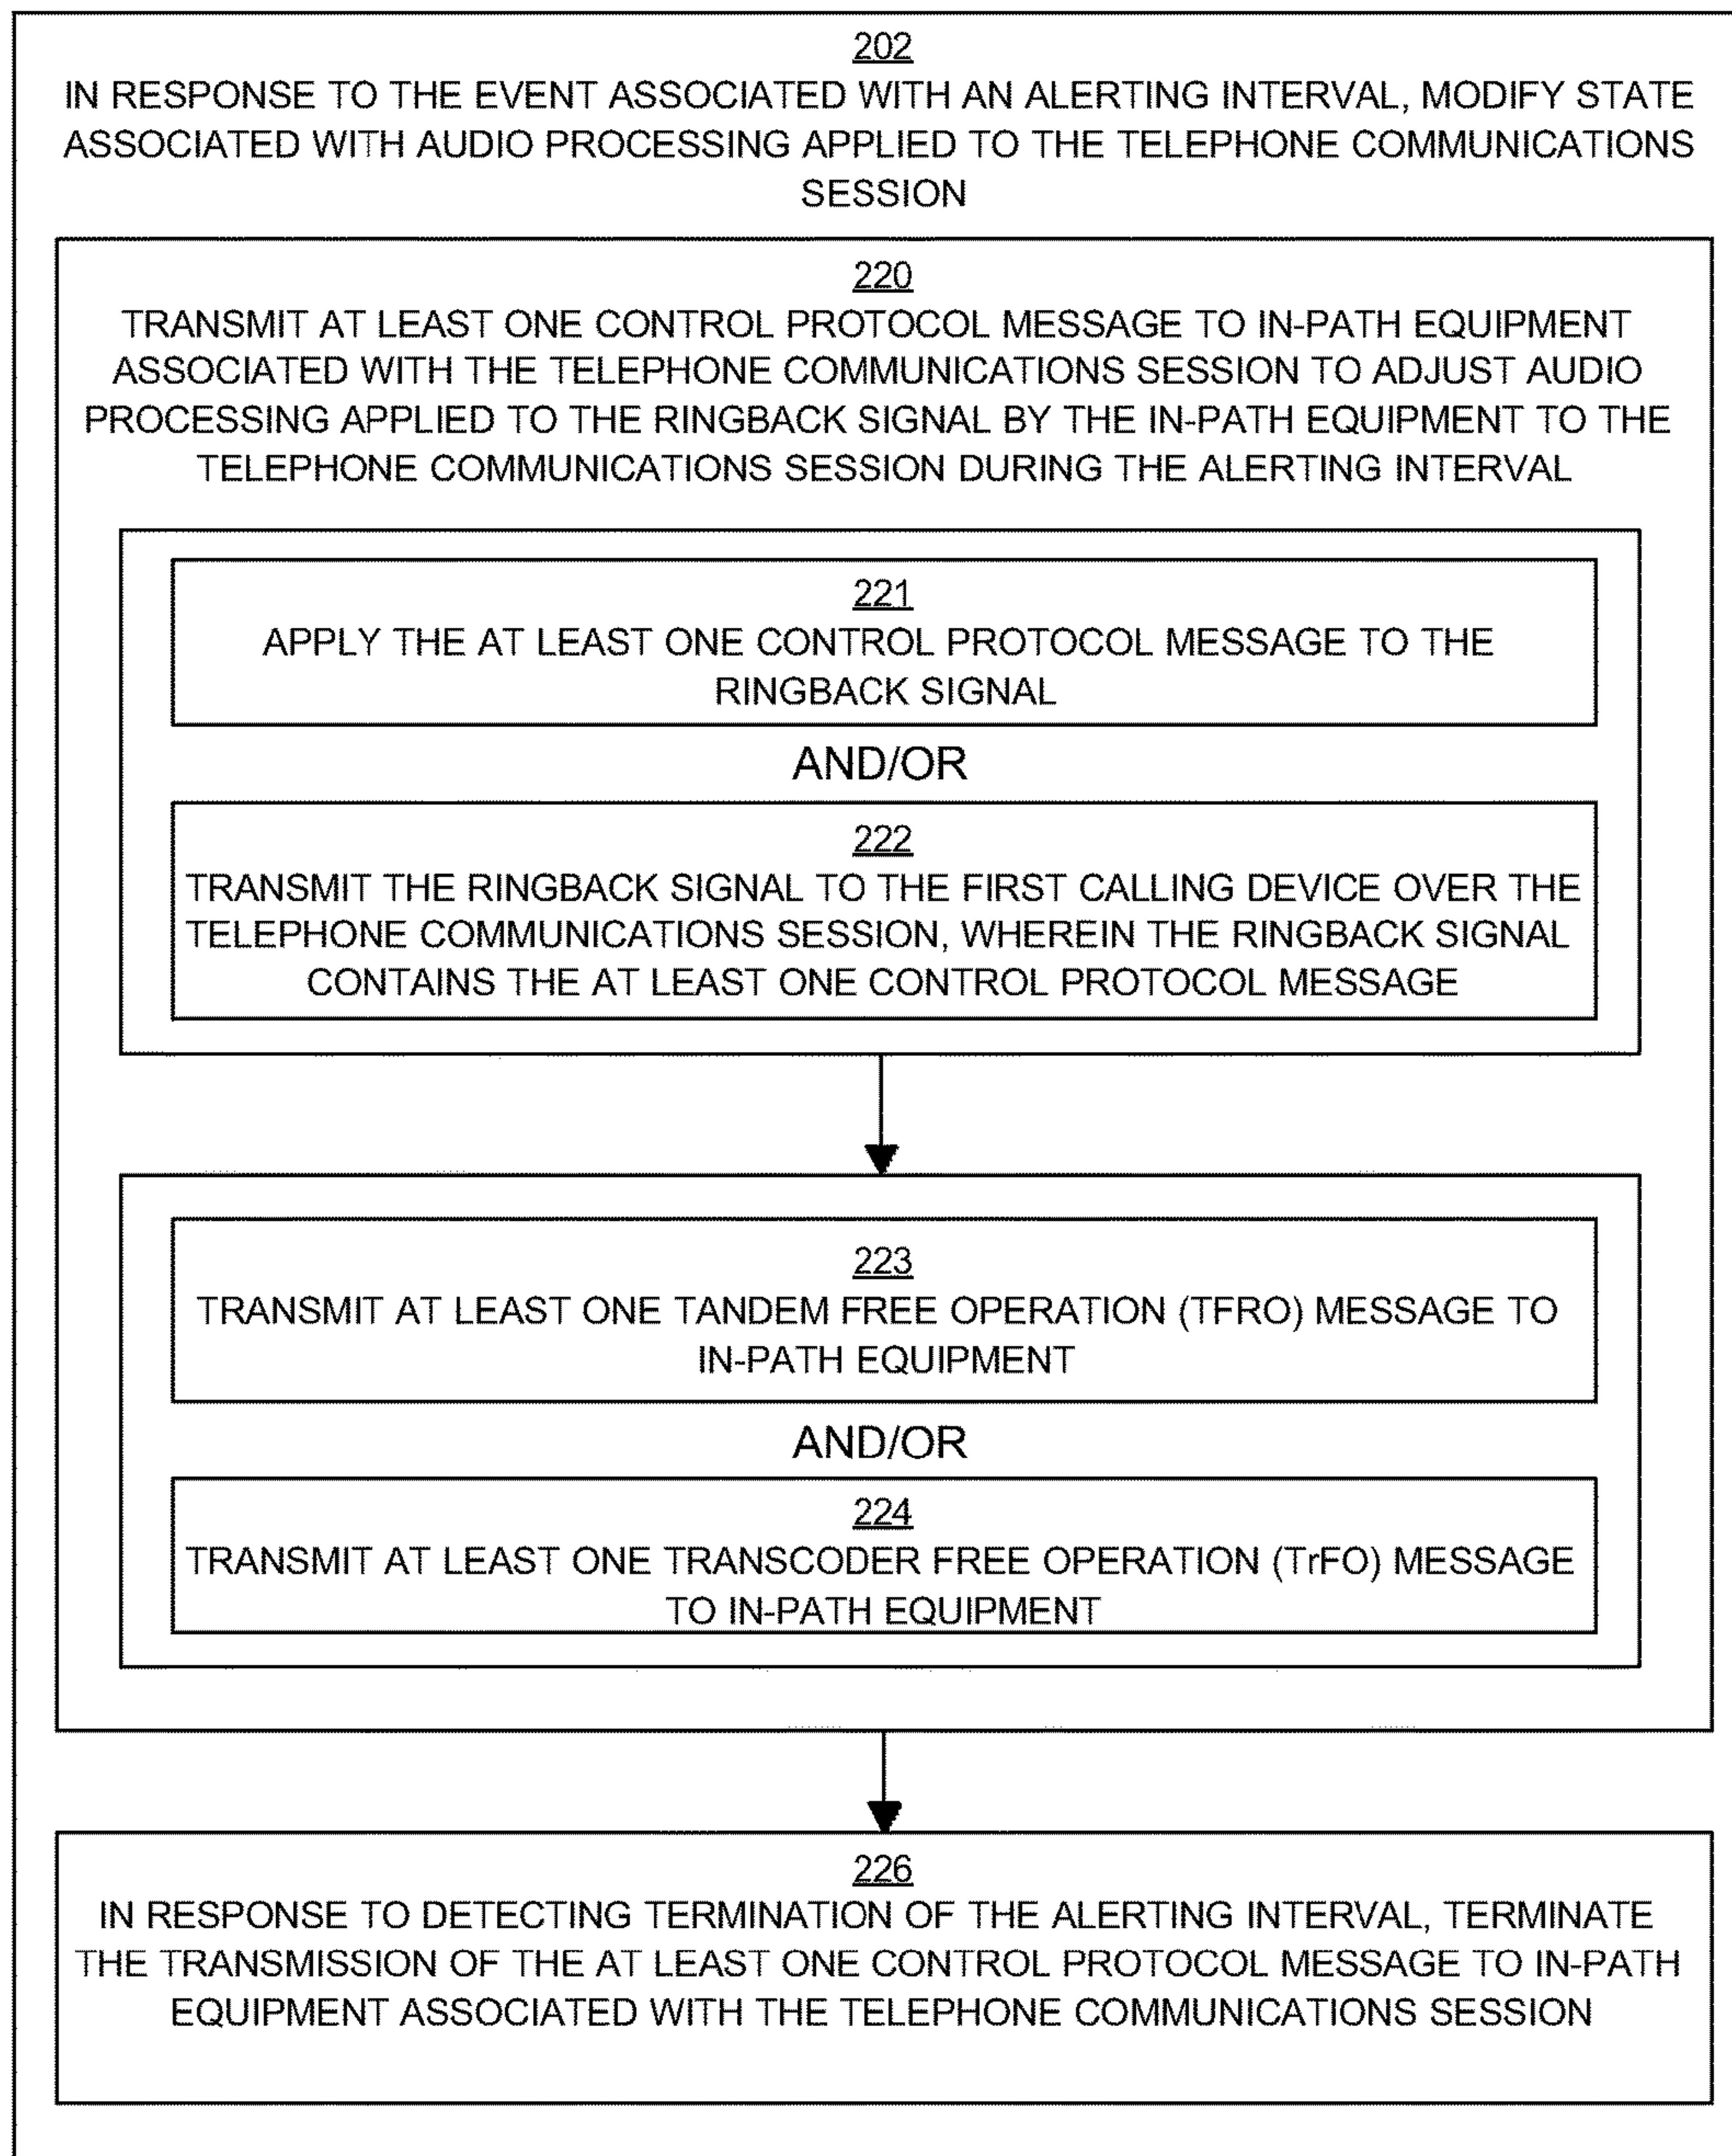 202
IN RESPONSE TO THE EVENT ASSOCIATED WITH AN ALERTING INTERVAL, MODIFY STATE
ASSOCIATED WITH AUDIO PROCESSING APPLIED TO THE TELEPHONE COMMUNICATIONS
SESSION
220
TRANSMIT AT LEAST ONE CONTROL PROTOCOL MESSAGE TO IN-PATH EQUIPMENT
ASSOCIATED WITH THE TELEPHONE COMMUNICATIONS SESSION TO ADJUST AUDIO
PROCESSING APPLIED TO THE RINGBACK SIGNAL BY THE IN-PATH EQUIPMENT TO THE
TELEPHONE COMMUNICATIONS SESSION DURING THE ALERTING INTERVAL
221
APPLY THE AT LEAST ONE CONTROL PROTOCOL MESSAGE TO THE
RINGBACK SIGNAL
AND/OR
222
TRANSMIT THE RINGBACK SIGNAL TO THE FIRST CALLING DEVICE OVER THE
TELEPHONE COMMUNICATIONS SESSION, WHEREIN THE RINGBACK SIGNAL
CONTAINS THE AT LEAST ONE CONTROL PROTOCOL MESSAGE
223
TRANSMIT AT LEAST ONE TANDEM FREE OPERATION (TFRO) MESSAGE TO
IN-PATH EQUIPMENT
AND/OR
224
TRANSMIT AT LEAST ONE TRANSCODER FREE OPERATION (TrFO) MESSAGE
TO IN-PATH EQUIPMENT
226
IN RESPONSE TO DETECTING TERMINATION OF THE ALERTING INTERVAL, TERMINATE
THE TRANSMISSION OF THE AT LEAST ONE CONTROL PROTOCOL MESSAGE TO IN-PATH
EQUIPMENT ASSOCIATED WITH THE TELEPHONE COMMUNICATIONS SESSION